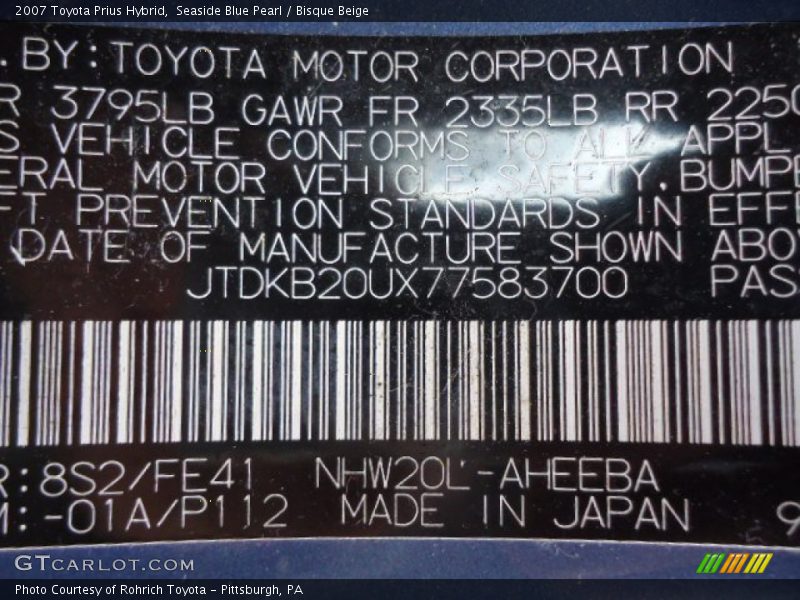 2007 Toyota Prius Hybrid,  Seaside Blue Pearl / Bisque Beige
. BY: TOYOTA MOTOR CORPORATION
R 3795LB GAWR FR 2335LB RR 2250
S VEHICLE CONFORMS TO ALL APPL
ERAL MOTOR VEHICLE SAFETY, BUMPE
FT PREVENTION STANDARDS IN EFFE
DATE OF MANUFACTURE SHOWN ABO
JTDKB20UX77583700 PAS
R: 8S2/FE41 NHW20L-AHEEBA
M: -01A/P112 MADE IN JAPAN 9
GTCARLOT.COM
Photo Courtesy of Rohrich Toyota - Pittsburgh, PA